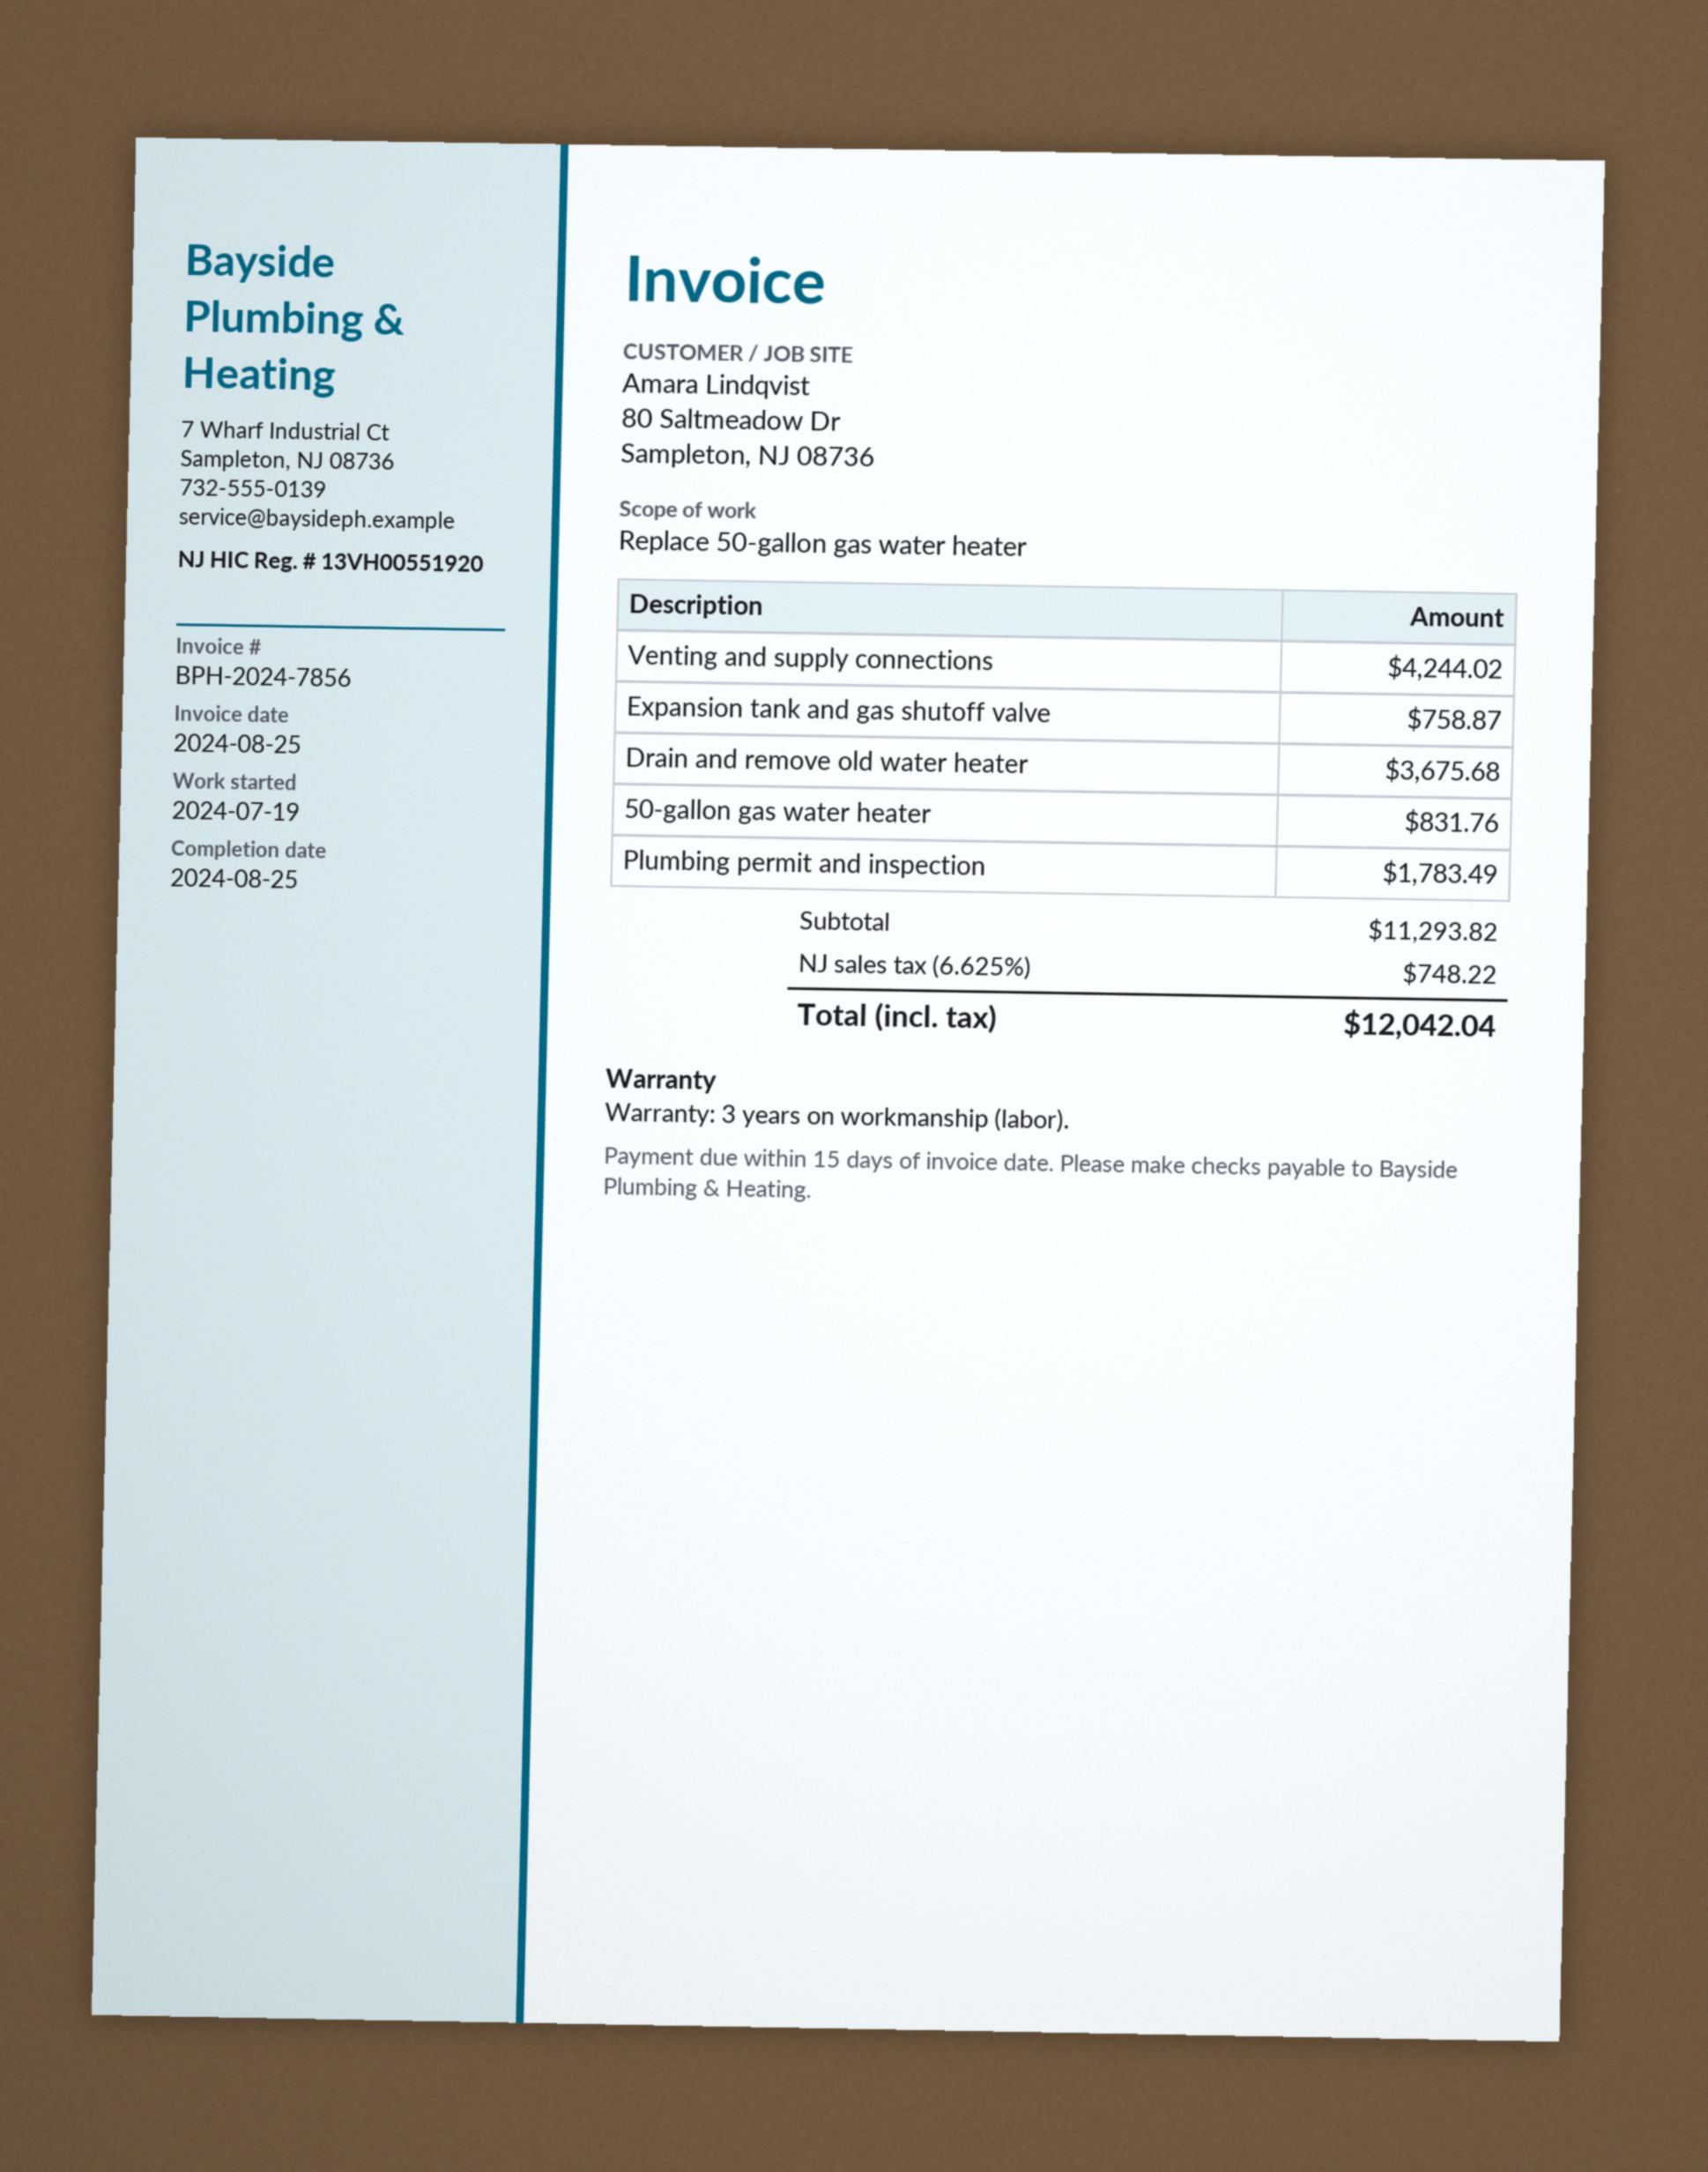 Bayside
Plumbing &
Heating
7 Wharf Industrial Ct
Sampleton, NJ 08736
732-555-0139
service@baysideph.example
NJ HIC Reg. # 13VH00551920
Invoice #
BPH-2024-7856
Invoice date
2024-08-25
Work started
2024-07-19
Completion date
2024-08-25
Invoice
CUSTOMER / JOB SITE
Amara Lindqvist
80 Saltmeadow Dr
Sampleton, NJ 08736
Scope of work
Replace 50-gallon gas water heater
Description Amount
Venting and supply connections $4,244.02
Expansion tank and gas shutoff valve $758.87
Drain and remove old water heater $3,675.68
50-gallon gas water heater $831.76
Plumbing permit and inspection $1,783.49
Subtotal $11,293.82
NJ sales tax (6.625%) $748.22
Total (incl. tax) $12,042.04
Warranty
Warranty: 3 years on workmanship (labor).
Payment due within 15 days of invoice date. Please make checks payable to Bayside
Plumbing & Heating.